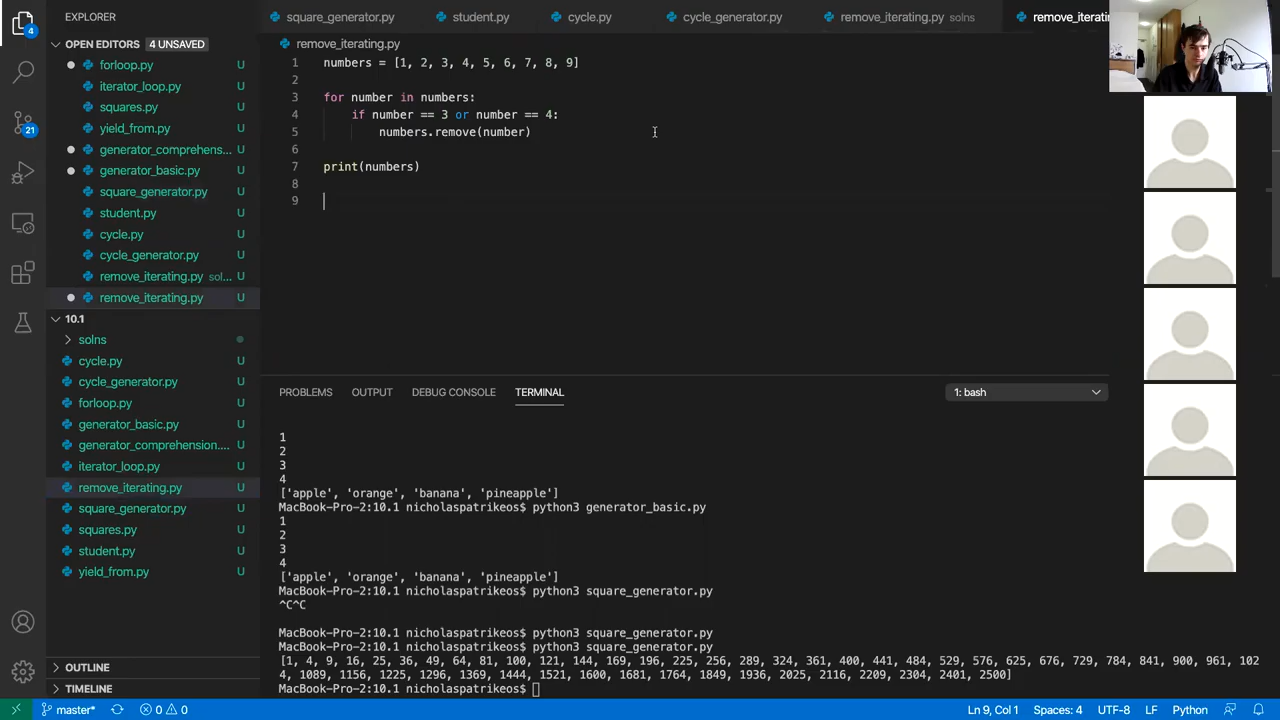 EXPLORER
square_generator.py
student.py
cycle.py
cycle_generator.py
remove_iterating.py solns
remove_iterating.py
4
OPEN EDITORS 4 UNSAVED
forloop.py U
iterator_loop.py U
squares.py U
yield_from.py U
generator_comprehens... U
generator_basic.py U
square_generator.py U
student.py U
cycle.py U
cycle_generator.py U
remove_iterating.py sol... U
remove_iterating.py U
21
10.1
solns
cycle.py U
cycle_generator.py U
forloop.py U
generator_basic.py U
generator_comprehension.... U
iterator_loop.py U
remove_iterating.py U
square_generator.py U
squares.py U
student.py U
yield_from.py U
OUTLINE
TIMELINE
remove_iterating.py
1 numbers = [1, 2, 3, 4, 5, 6, 7, 8, 9]
2
3 for number in numbers:
4 if number == 3 or number == 4:
5 numbers.remove(number)
6
7 print(numbers)
8
9
PROBLEMS OUTPUT DEBUG CONSOLE TERMINAL 1: bash
1
2
3
4
['apple', 'orange', 'banana', 'pineapple']
MacBook-Pro-2:10.1 nicholaspatrikeos$ python3 generator_basic.py
1
2
3
4
['apple', 'orange', 'banana', 'pineapple']
MacBook-Pro-2:10.1 nicholaspatrikeos$ python3 square_generator.py
^C^C
MacBook-Pro-2:10.1 nicholaspatrikeos$ python3 square_generator.py
MacBook-Pro-2:10.1 nicholaspatrikeos$ python3 square_generator.py
[1, 4, 9, 16, 25, 36, 49, 64, 81, 100, 121, 144, 169, 196, 225, 256, 289, 324, 361, 400, 441, 484, 529, 576, 625, 676, 729, 784, 841, 900, 961, 102
4, 1089, 1156, 1225, 1296, 1369, 1444, 1521, 1600, 1681, 1764, 1849, 1936, 2025, 2116, 2209, 2304, 2401, 2500]
MacBook-Pro-2:10.1 nicholaspatrikeos$
master* 0 0 Ln 9, Col 1 Spaces: 4 UTF-8 LF Python